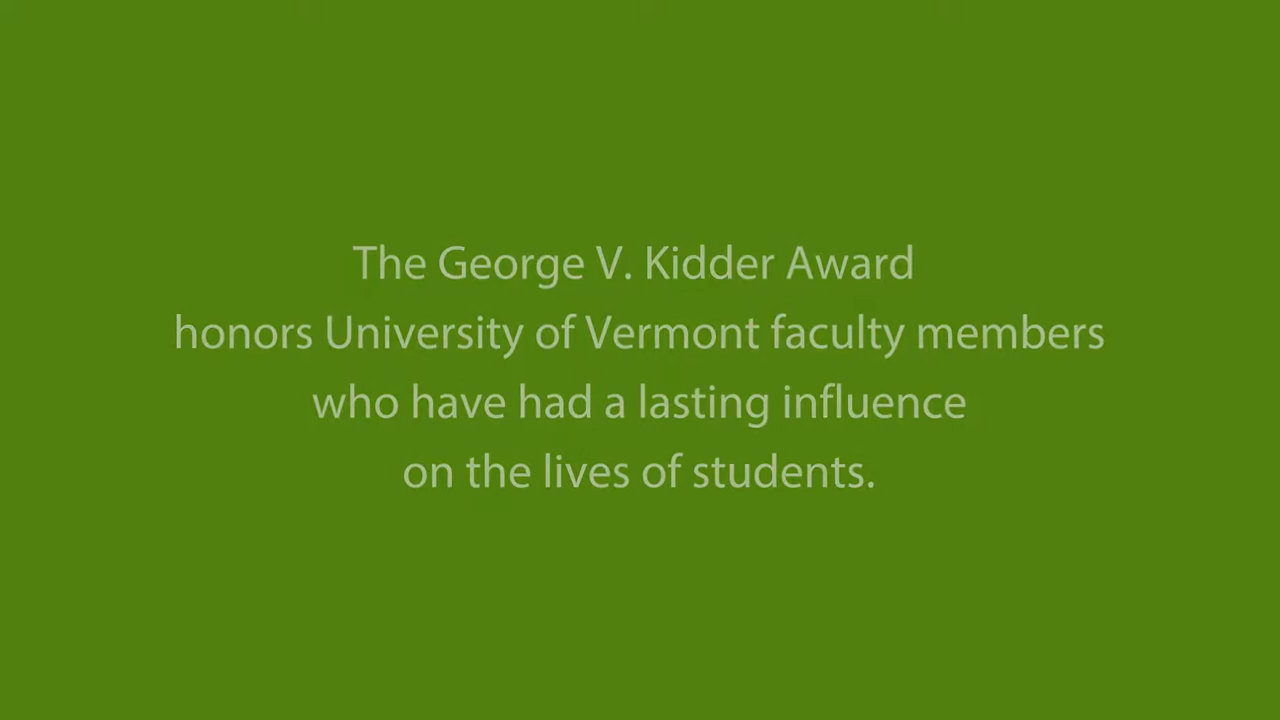 The George V. Kidder Award
honors University of Vermont faculty members
who have had a lasting influence
on the lives of students.